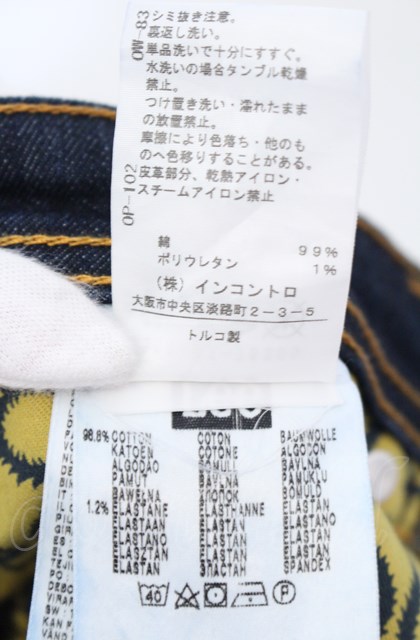 OW-83
シミ抜き注意。
裏返し洗い。
単品洗いで十分にすすぐ。
水洗いの場合タンブル乾燥
禁止。
つけ置き洗い・濡れたまま
の放置禁止。
摩擦により色落ち・他のも
のへ色移りすることがある。
皮革部分、乾熱アイロン・
スチームアイロン禁止
OP-102
綿 99%
ポリウレタン 1%
(株) インコントロ
大阪市中央区淡路町2-3-5
トルコ製
98.8% COTTON COTON BAUMWOLLE
KATOEN COTONE ALGODON
ALGODAO BAVLNA
PAMUT BAVLNA PAMUKLU
BAWEŁNA ХЛОПОК
1.2% ELASTANE ELASTHANNE ELASTAN
ELASTAAN ELASTAN ELASTANO
ELASTANO ELASTAN ELASTAN
ELASZTAN ELASTAN ELASTAN
ELASTAN ЭЛАСТАН SPANDEX
40
P